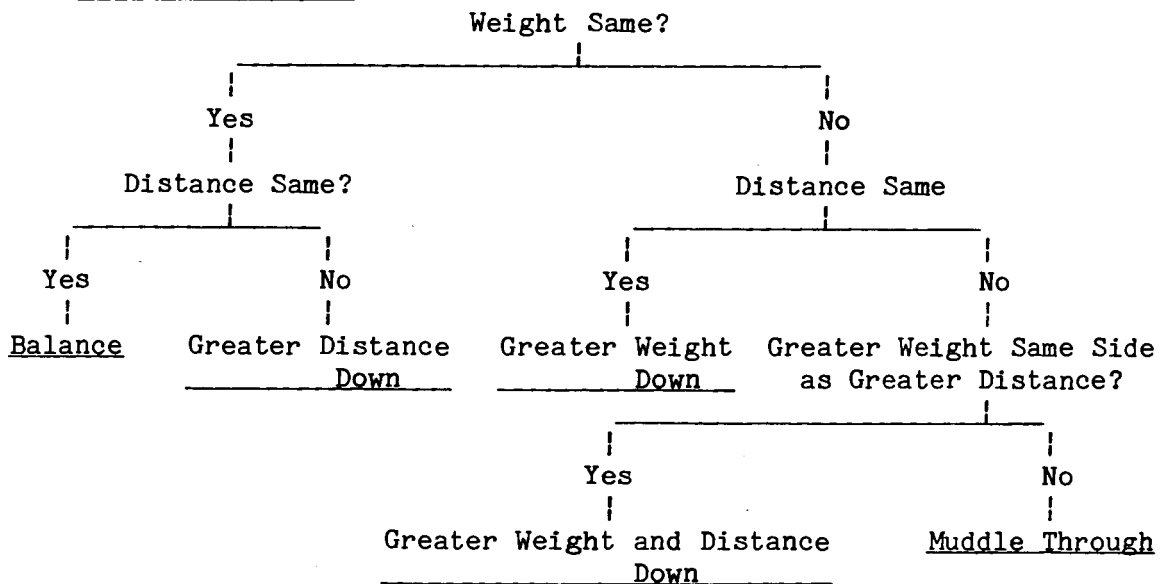 Weight Same?
Yes No
Distance Same? Distance Same
Yes No Yes No
Balance Greater Distance Greater Weight Greater Weight Same Side
Down Down as Greater Distance?
Yes No
Greater Weight and Distance Muddle Through
Down